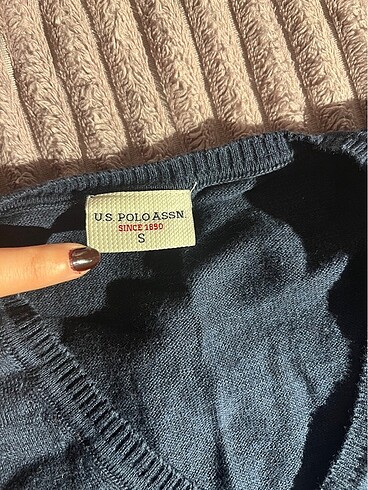 U.S. POLO ASSN.
SINCE 1890
S